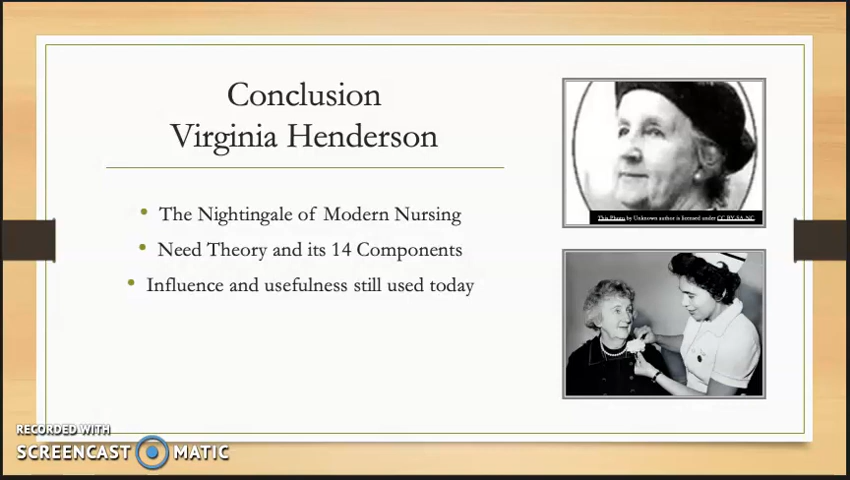 Conclusion
Virginia Henderson
• The Nightingale of Modern Nursing
• Need Theory and its 14 Components
• Influence and usefulness still used today
This Photo by Unknown author is licensed under CC BY-SA-NC.
RECORDED WITH
SCREENCAST MATIC